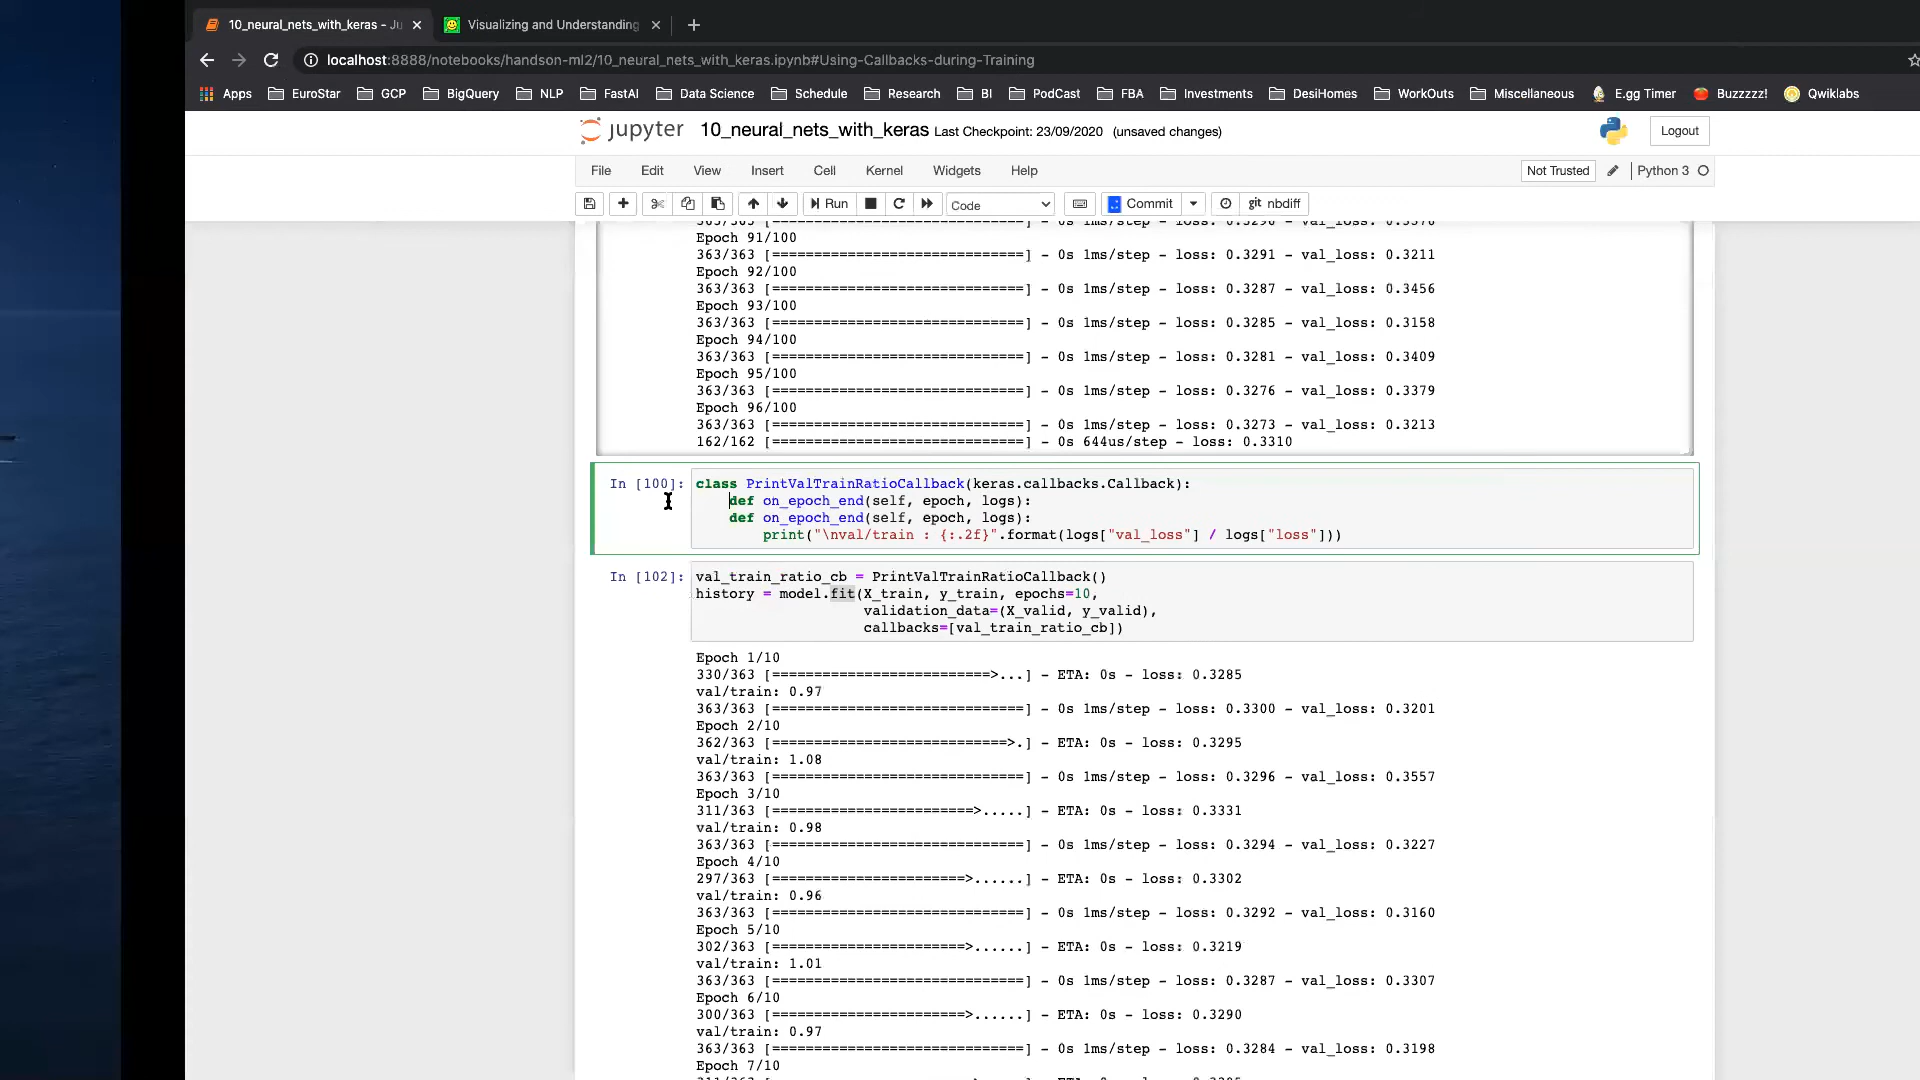 10_neural_nets_with_keras - Ju
Visualizing and Understanding
localhost:8888/notebooks/handson-ml2/10_neural_nets_with_keras.ipynb#Using-Callbacks-during-Training
Apps EuroStar GCP BigQuery NLP FastAI Data Science Schedule Research BI PodCast FBA Investments DesiHomes WorkOuts Miscellaneous E.gg Timer Buzzzzz! Qwiklabs
jupyter 10_neural_nets_with_keras Last Checkpoint: 23/09/2020 (unsaved changes) Logout
File Edit View Insert Cell Kernel Widgets Help Not Trusted Python 3
Run Code Commit git nbdiff
363/363 [==============================] - 0s 1ms/step - loss: 0.3290 - val_loss: 0.3370
Epoch 91/100
363/363 [==============================] - 0s 1ms/step - loss: 0.3291 - val_loss: 0.3211
Epoch 92/100
363/363 [==============================] - 0s 1ms/step - loss: 0.3287 - val_loss: 0.3456
Epoch 93/100
363/363 [==============================] - 0s 1ms/step - loss: 0.3285 - val_loss: 0.3158
Epoch 94/100
363/363 [==============================] - 0s 1ms/step - loss: 0.3281 - val_loss: 0.3409
Epoch 95/100
363/363 [==============================] - 0s 1ms/step - loss: 0.3276 - val_loss: 0.3379
Epoch 96/100
363/363 [==============================] - 0s 1ms/step - loss: 0.3273 - val_loss: 0.3213
162/162 [==============================] - 0s 644us/step - loss: 0.3310
In [100]: class PrintValTrainRatioCallback(keras.callbacks.Callback):
def on_epoch_end(self, epoch, logs):
def on_epoch_end(self, epoch, logs):
print("\nval/train : {:.2f}".format(logs["val_loss"] / logs["loss"]))
In [102]: val_train_ratio_cb = PrintValTrainRatioCallback()
history = model.fit(X_train, y_train, epochs=10,
validation_data=(X_valid, y_valid),
callbacks=[val_train_ratio_cb])
Epoch 1/10
330/363 [==========================>...] - ETA: 0s - loss: 0.3285
val/train: 0.97
363/363 [==============================] - 0s 1ms/step - loss: 0.3300 - val_loss: 0.3201
Epoch 2/10
362/363 [============================>.] - ETA: 0s - loss: 0.3295
val/train: 1.08
363/363 [==============================] - 0s 1ms/step - loss: 0.3296 - val_loss: 0.3557
Epoch 3/10
311/363 [========================>.....] - ETA: 0s - loss: 0.3331
val/train: 0.98
363/363 [==============================] - 0s 1ms/step - loss: 0.3294 - val_loss: 0.3227
Epoch 4/10
297/363 [=======================>......] - ETA: 0s - loss: 0.3302
val/train: 0.96
363/363 [==============================] - 0s 1ms/step - loss: 0.3292 - val_loss: 0.3160
Epoch 5/10
302/363 [=======================>......] - ETA: 0s - loss: 0.3219
val/train: 1.01
363/363 [==============================] - 0s 1ms/step - loss: 0.3287 - val_loss: 0.3307
Epoch 6/10
300/363 [=======================>......] - ETA: 0s - loss: 0.3290
val/train: 0.97
363/363 [==============================] - 0s 1ms/step - loss: 0.3284 - val_loss: 0.3198
Epoch 7/10